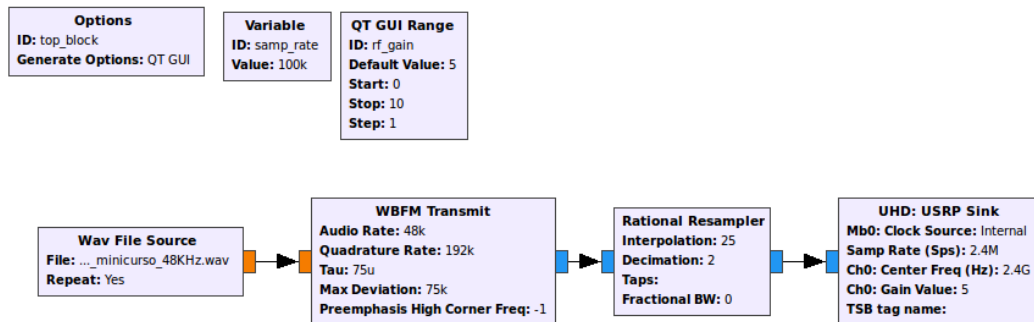 Options
ID: top_block
Generate Options: QT GUI
Variable
ID: samp_rate
Value: 100k
QT GUI Range
ID: rf_gain
Default Value: 5
Start: 0
Stop: 10
Step: 1
Wav File Source
File: ..._minicurso_48KHz.wav
Repeat: Yes
WBFM Transmit
Audio Rate: 48k
Quadrature Rate: 192k
Tau: 75u
Max Deviation: 75k
Preemphasis High Corner Freq: -1
Rational Resampler
Interpolation: 25
Decimation: 2
Taps:
Fractional BW: 0
UHD: USRP Sink
Mb0: Clock Source: Internal
Samp Rate (Sps): 2.4M
Ch0: Center Freq (Hz): 2.4G
Ch0: Gain Value: 5
TSB tag name: